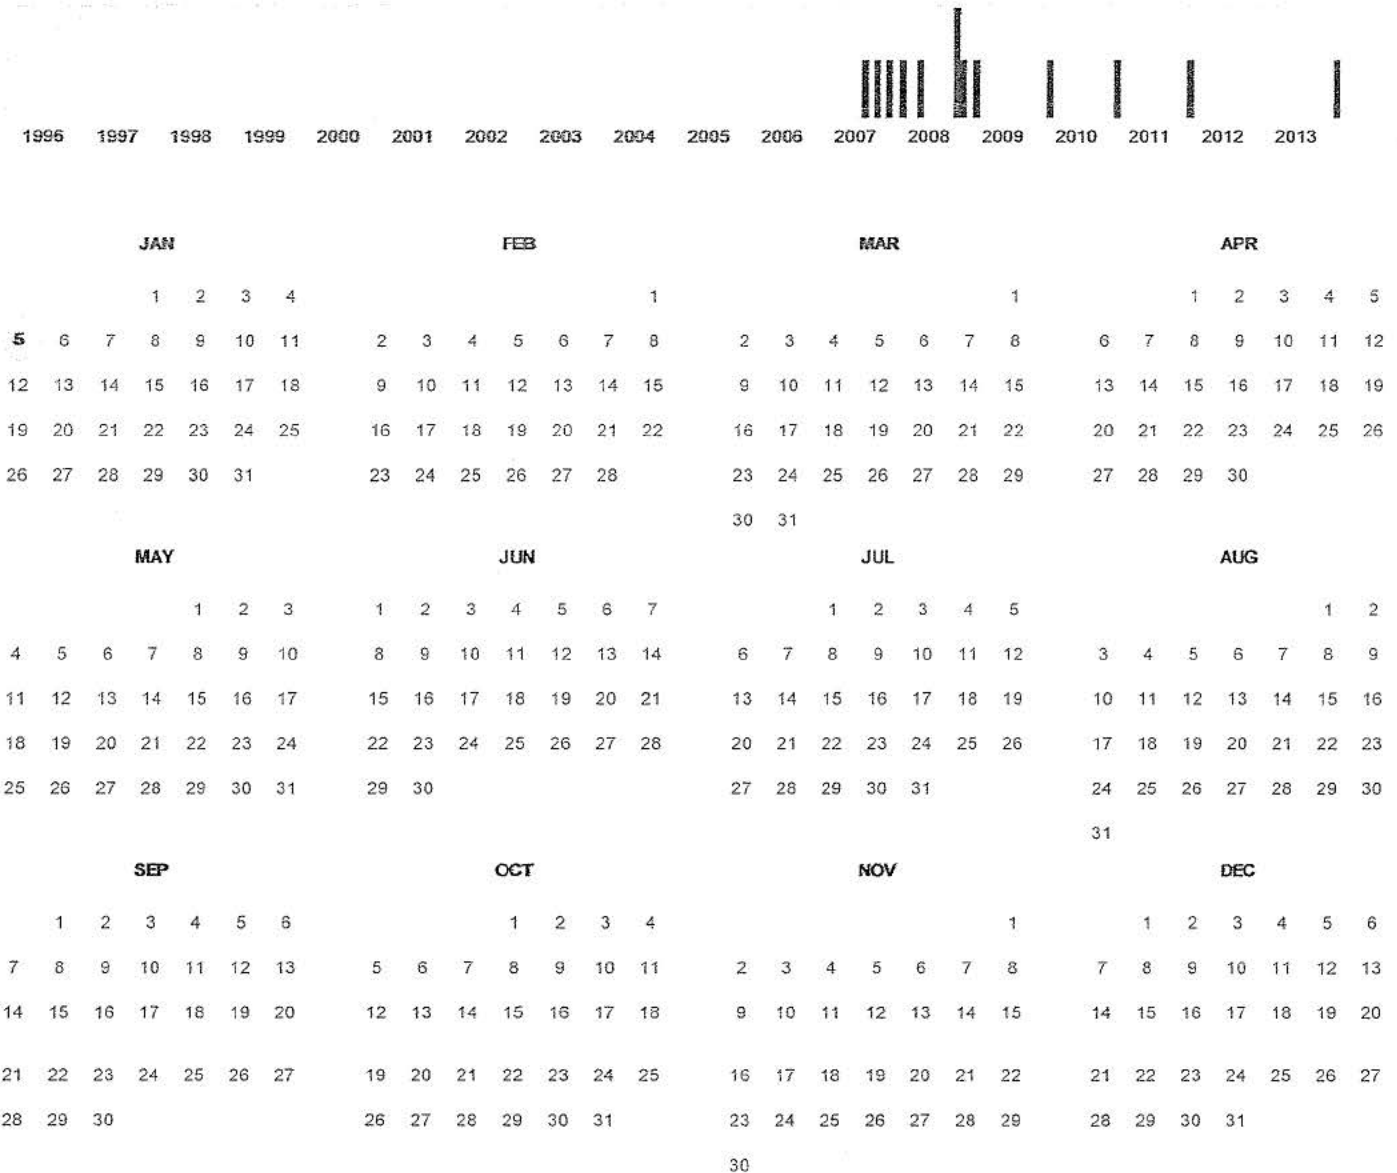 1996 1997 1998 1999 2000 2001 2002 2003 2004 2005 2006 2007 2008 2009 2010 2011 2012 2013
JAN FEB MAR APR
1 2 3 4 1 1 1 2 3 4 5
5 6 7 8 9 10 11 2 3 4 5 6 7 8 2 3 4 5 6 7 8 6 7 8 9 10 11 12
12 13 14 15 16 17 18 9 10 11 12 13 14 15 9 10 11 12 13 14 15 13 14 15 16 17 18 19
19 20 21 22 23 24 25 16 17 18 19 20 21 22 16 17 18 19 20 21 22 20 21 22 23 24 25 26
26 27 28 29 30 31 23 24 25 26 27 28 23 24 25 26 27 28 29 27 28 29 30
30 31
MAY JUN JUL AUG
1 2 3 1 2 3 4 5 6 7 1 2 3 4 5 1 2
4 5 6 7 8 9 10 8 9 10 11 12 13 14 6 7 8 9 10 11 12 3 4 5 6 7 8 9
11 12 13 14 15 16 17 15 16 17 18 19 20 21 13 14 15 16 17 18 19 10 11 12 13 14 15 16
18 19 20 21 22 23 24 22 23 24 25 26 27 28 20 21 22 23 24 25 26 17 18 19 20 21 22 23
25 26 27 28 29 30 31 29 30 27 28 29 30 31 24 25 26 27 28 29 30
31
SEP OCT NOV DEC
1 2 3 4 5 6 1 2 3 4 1 1 2 3 4 5 6
7 8 9 10 11 12 13 5 6 7 8 9 10 11 2 3 4 5 6 7 8 7 8 9 10 11 12 13
14 15 16 17 18 19 20 12 13 14 15 16 17 18 9 10 11 12 13 14 15 14 15 16 17 18 19 20
21 22 23 24 25 26 27 19 20 21 22 23 24 25 16 17 18 19 20 21 22 21 22 23 24 25 26 27
28 29 30 26 27 28 29 30 31 23 24 25 26 27 28 29 28 29 30 31
30